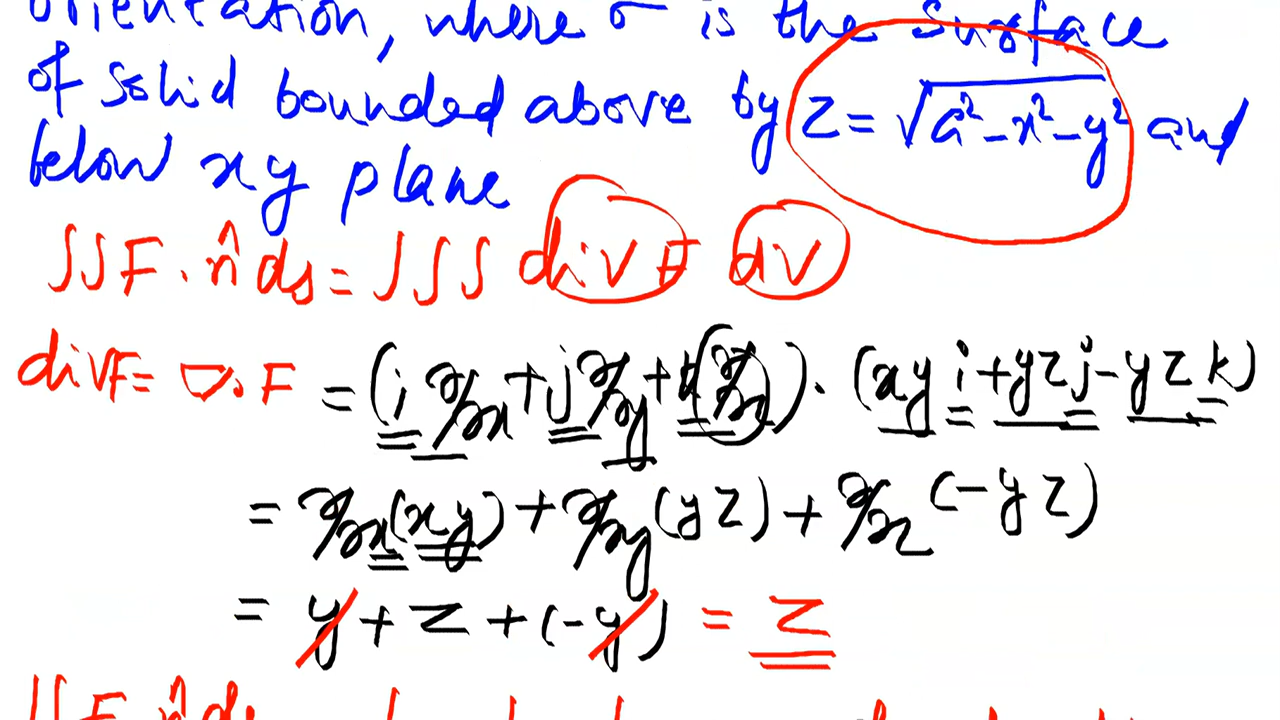 orientation, where σ is the surface
of solid bounded above by z = √a² - x² - y² and
below xy plane
∫∫ F . n̂ ds = ∫∫∫ div F dv
div F = ∇ . F = (i ∂/∂x + j ∂/∂y + k ∂/∂z) . (xy i + yz j - yz k)
= ∂/∂x (xy) + ∂/∂y (yz) + ∂/∂z (-yz)
= y + z + (-y) = z
∫∫ F . n̂ ds